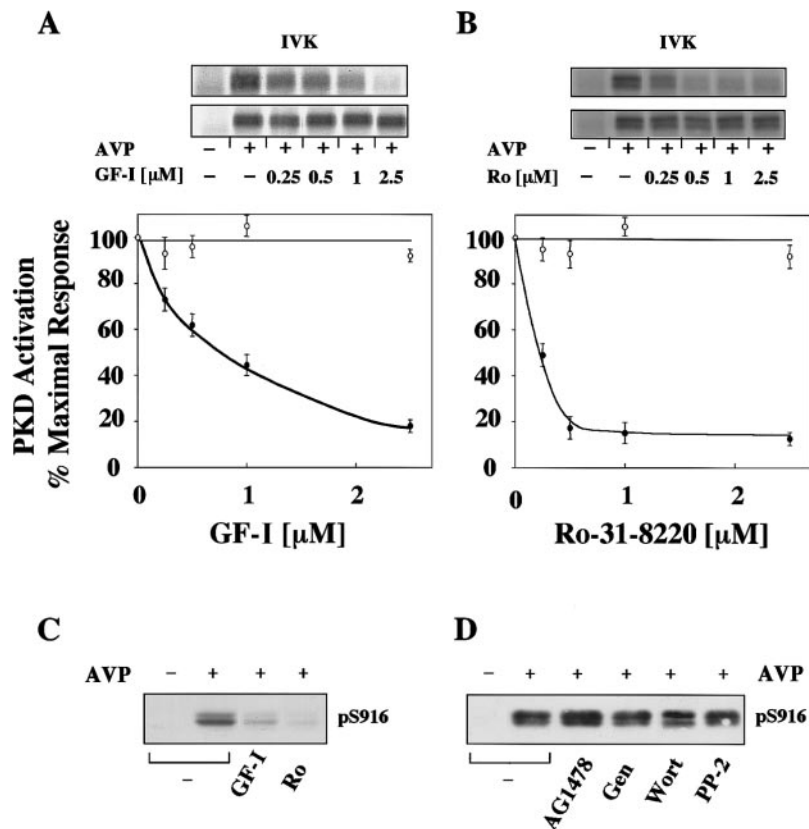 A
IVK
AVP – + + + + +
GF-I [μM] – – 0.25 0.5 1 2.5
B
IVK
AVP – + + + + +
Ro [μM] – – 0.25 0.5 1 2.5
PKD Activation
% Maximal Response
100
80
60
40
20
0
0 1 2
GF-I [μM]
100
80
60
40
20
0
0 1 2
Ro-31-8220 [μM]
C
AVP – + + +
pS916
– GF-I Ro
D
– + + + + + AVP
pS916
– AG1478 Gen Wort PP-2